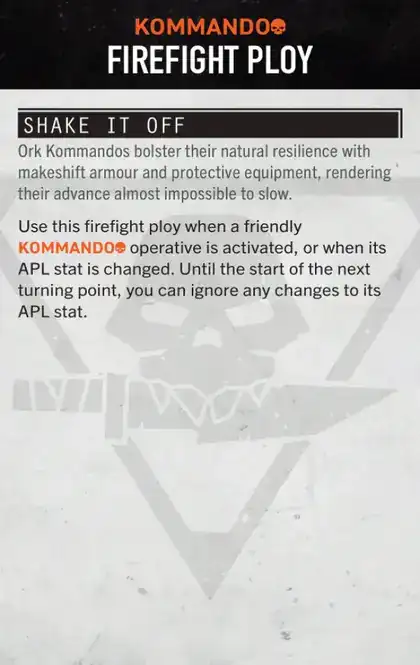 KOMMANDO
FIREFIGHT PLOY
SHAKE IT OFF
Ork Kommandos bolster their natural resilience with
makeshift armour and protective equipment, rendering
their advance almost impossible to slow.
Use this firefight ploy when a friendly
KOMMANDO operative is activated, or when its
APL stat is changed. Until the start of the next
turning point, you can ignore any changes to its
APL stat.